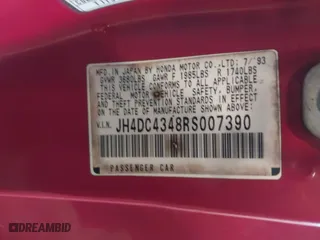 MFD. IN JAPAN BY HONDA MOTOR CO., LTD: 7/93
GVWR 3680LBS GAWR F 1985LBS R 1740LBS
THIS VEHICLE CONFORMS TO ALL APPLICABLE
FEDERAL MOTOR VEHICLE SAFETY, BUMPER,
AND THEFT PREVENTION STANDARDS IN EFFECT
ON THE DATE OF MANUFACTURE SHOWN ABOVE.
V.I.N. JH4DC4348RS007390
PASSENGER CAR
DREAMBID